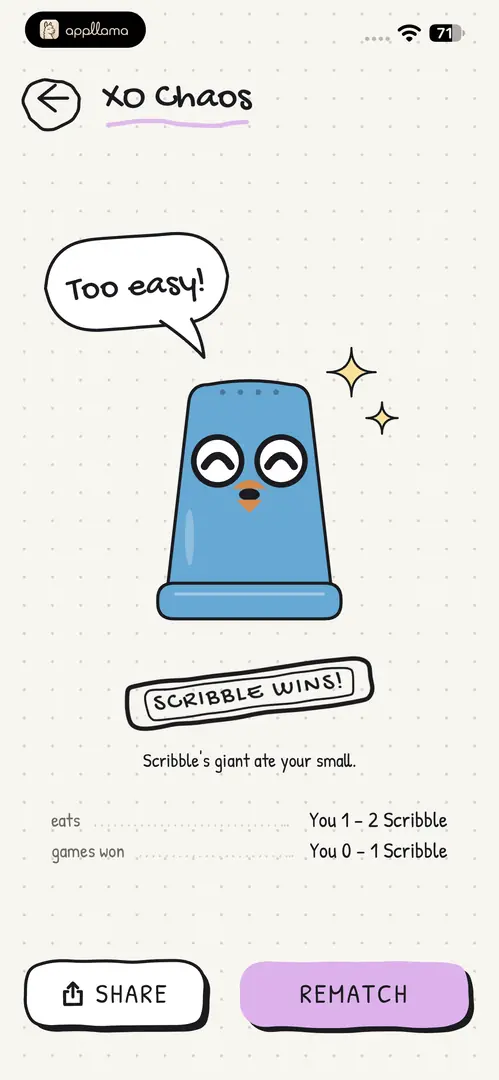 appllama
71
XO Chaos
Too easy!
SCRIBBLE WINS!
Scribble's giant ate your small.
eats You 1 – 2 Scribble
games won You 0 – 1 Scribble
SHARE REMATCH